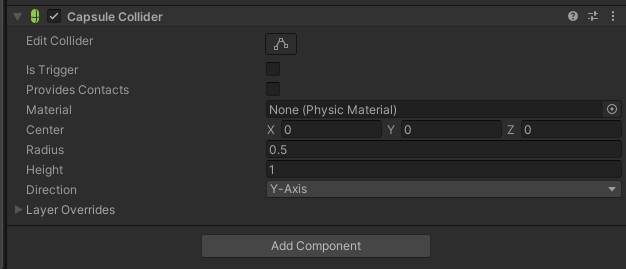 Capsule Collider
Edit Collider
Is Trigger
Provides Contacts
Material None (Physic Material)
Center X 0 Y 0 Z 0
Radius 0.5
Height 1
Direction Y-Axis
Layer Overrides
Add Component